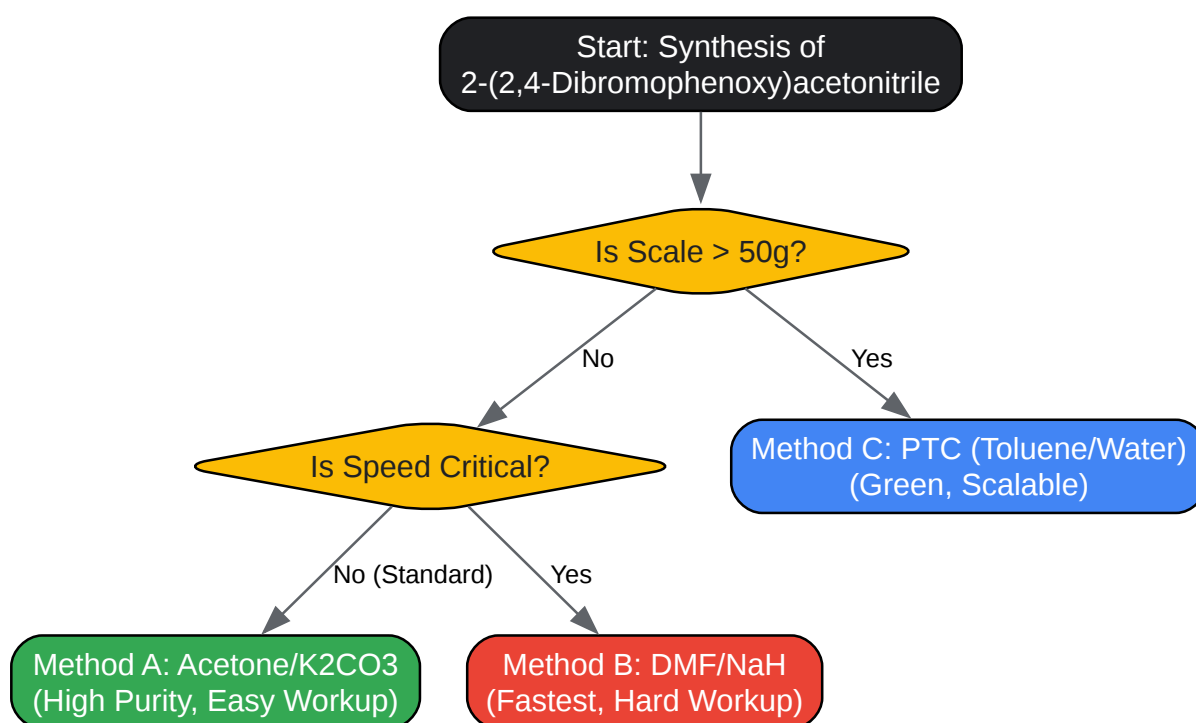 Start: Synthesis of
2-(2,4-Dibromophenoxy)acetonitrile
Is Scale > 50g?
No
Yes
Is Speed Critical?
Method C: PTC (Toluene/Water)
(Green, Scalable)
No (Standard)
Yes
Method A: Acetone/K2CO3
(High Purity, Easy Workup)
Method B: DMF/NaH
(Fastest, Hard Workup)